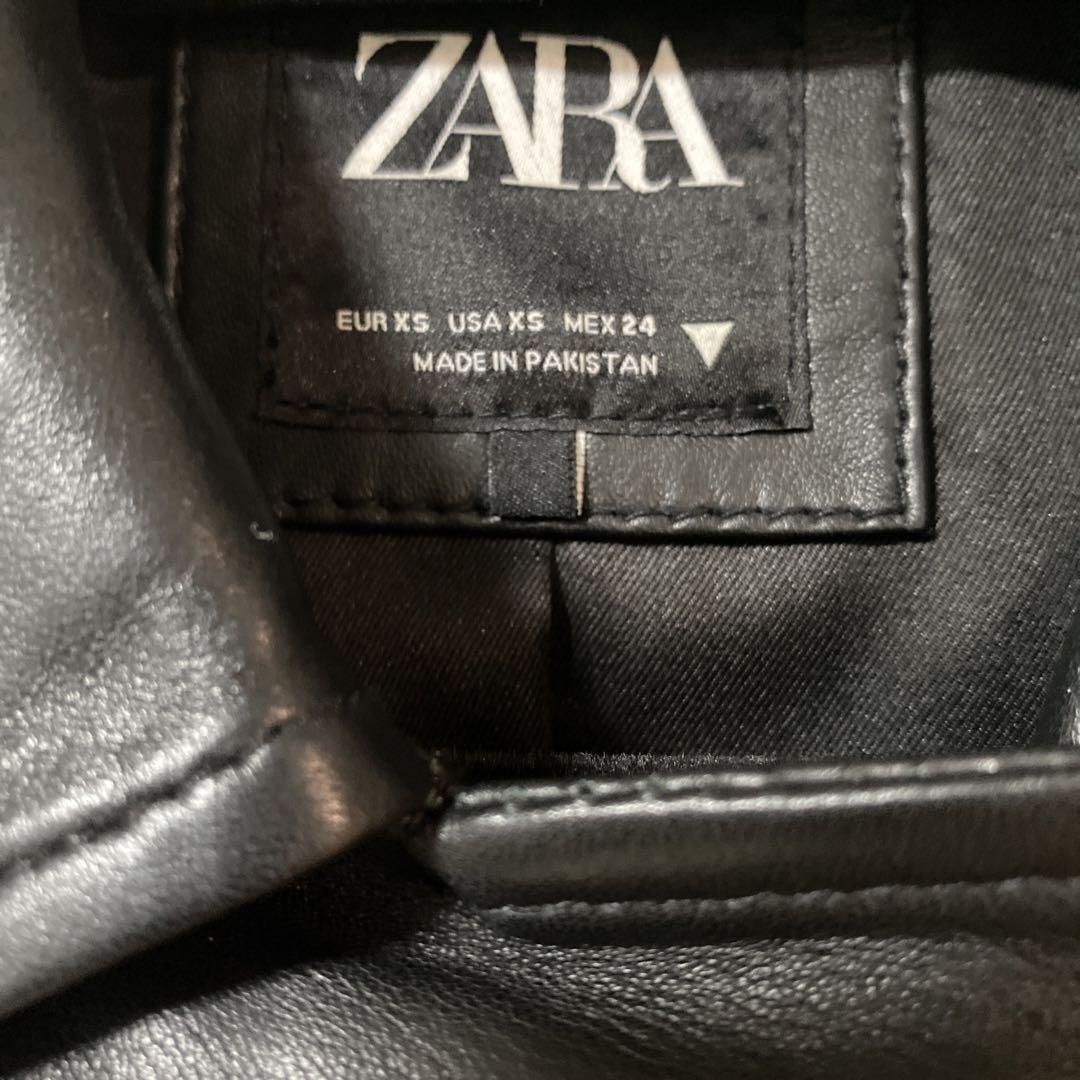 ZARA
EUR XS USA XS MEX 24
MADE IN PAKISTAN